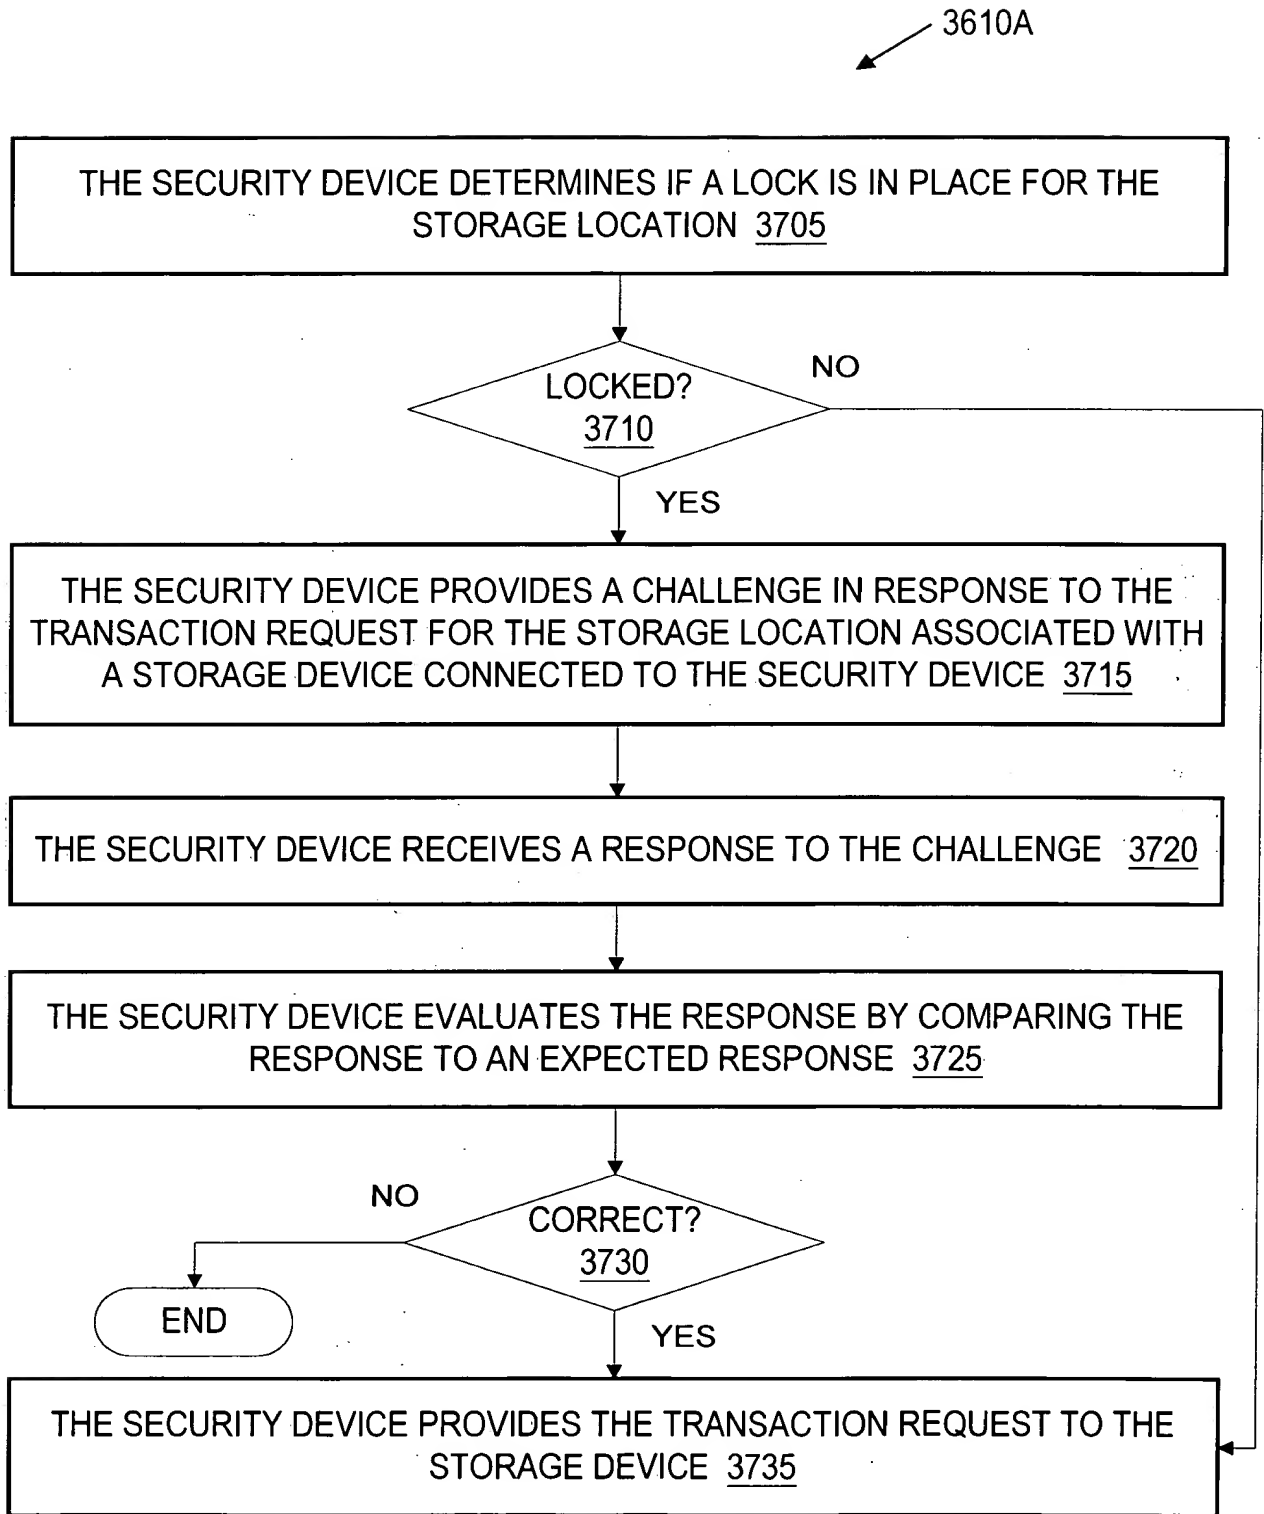 3610A
THE SECURITY DEVICE DETERMINES IF A LOCK IS IN PLACE FOR THE
STORAGE LOCATION 3705
LOCKED?
3710
NO
YES
THE SECURITY DEVICE PROVIDES A CHALLENGE IN RESPONSE TO THE
TRANSACTION REQUEST FOR THE STORAGE LOCATION ASSOCIATED WITH
A STORAGE DEVICE CONNECTED TO THE SECURITY DEVICE 3715
THE SECURITY DEVICE RECEIVES A RESPONSE TO THE CHALLENGE 3720
THE SECURITY DEVICE EVALUATES THE RESPONSE BY COMPARING THE
RESPONSE TO AN EXPECTED RESPONSE 3725
NO
CORRECT?
3730
END
YES
THE SECURITY DEVICE PROVIDES THE TRANSACTION REQUEST TO THE
STORAGE DEVICE 3735